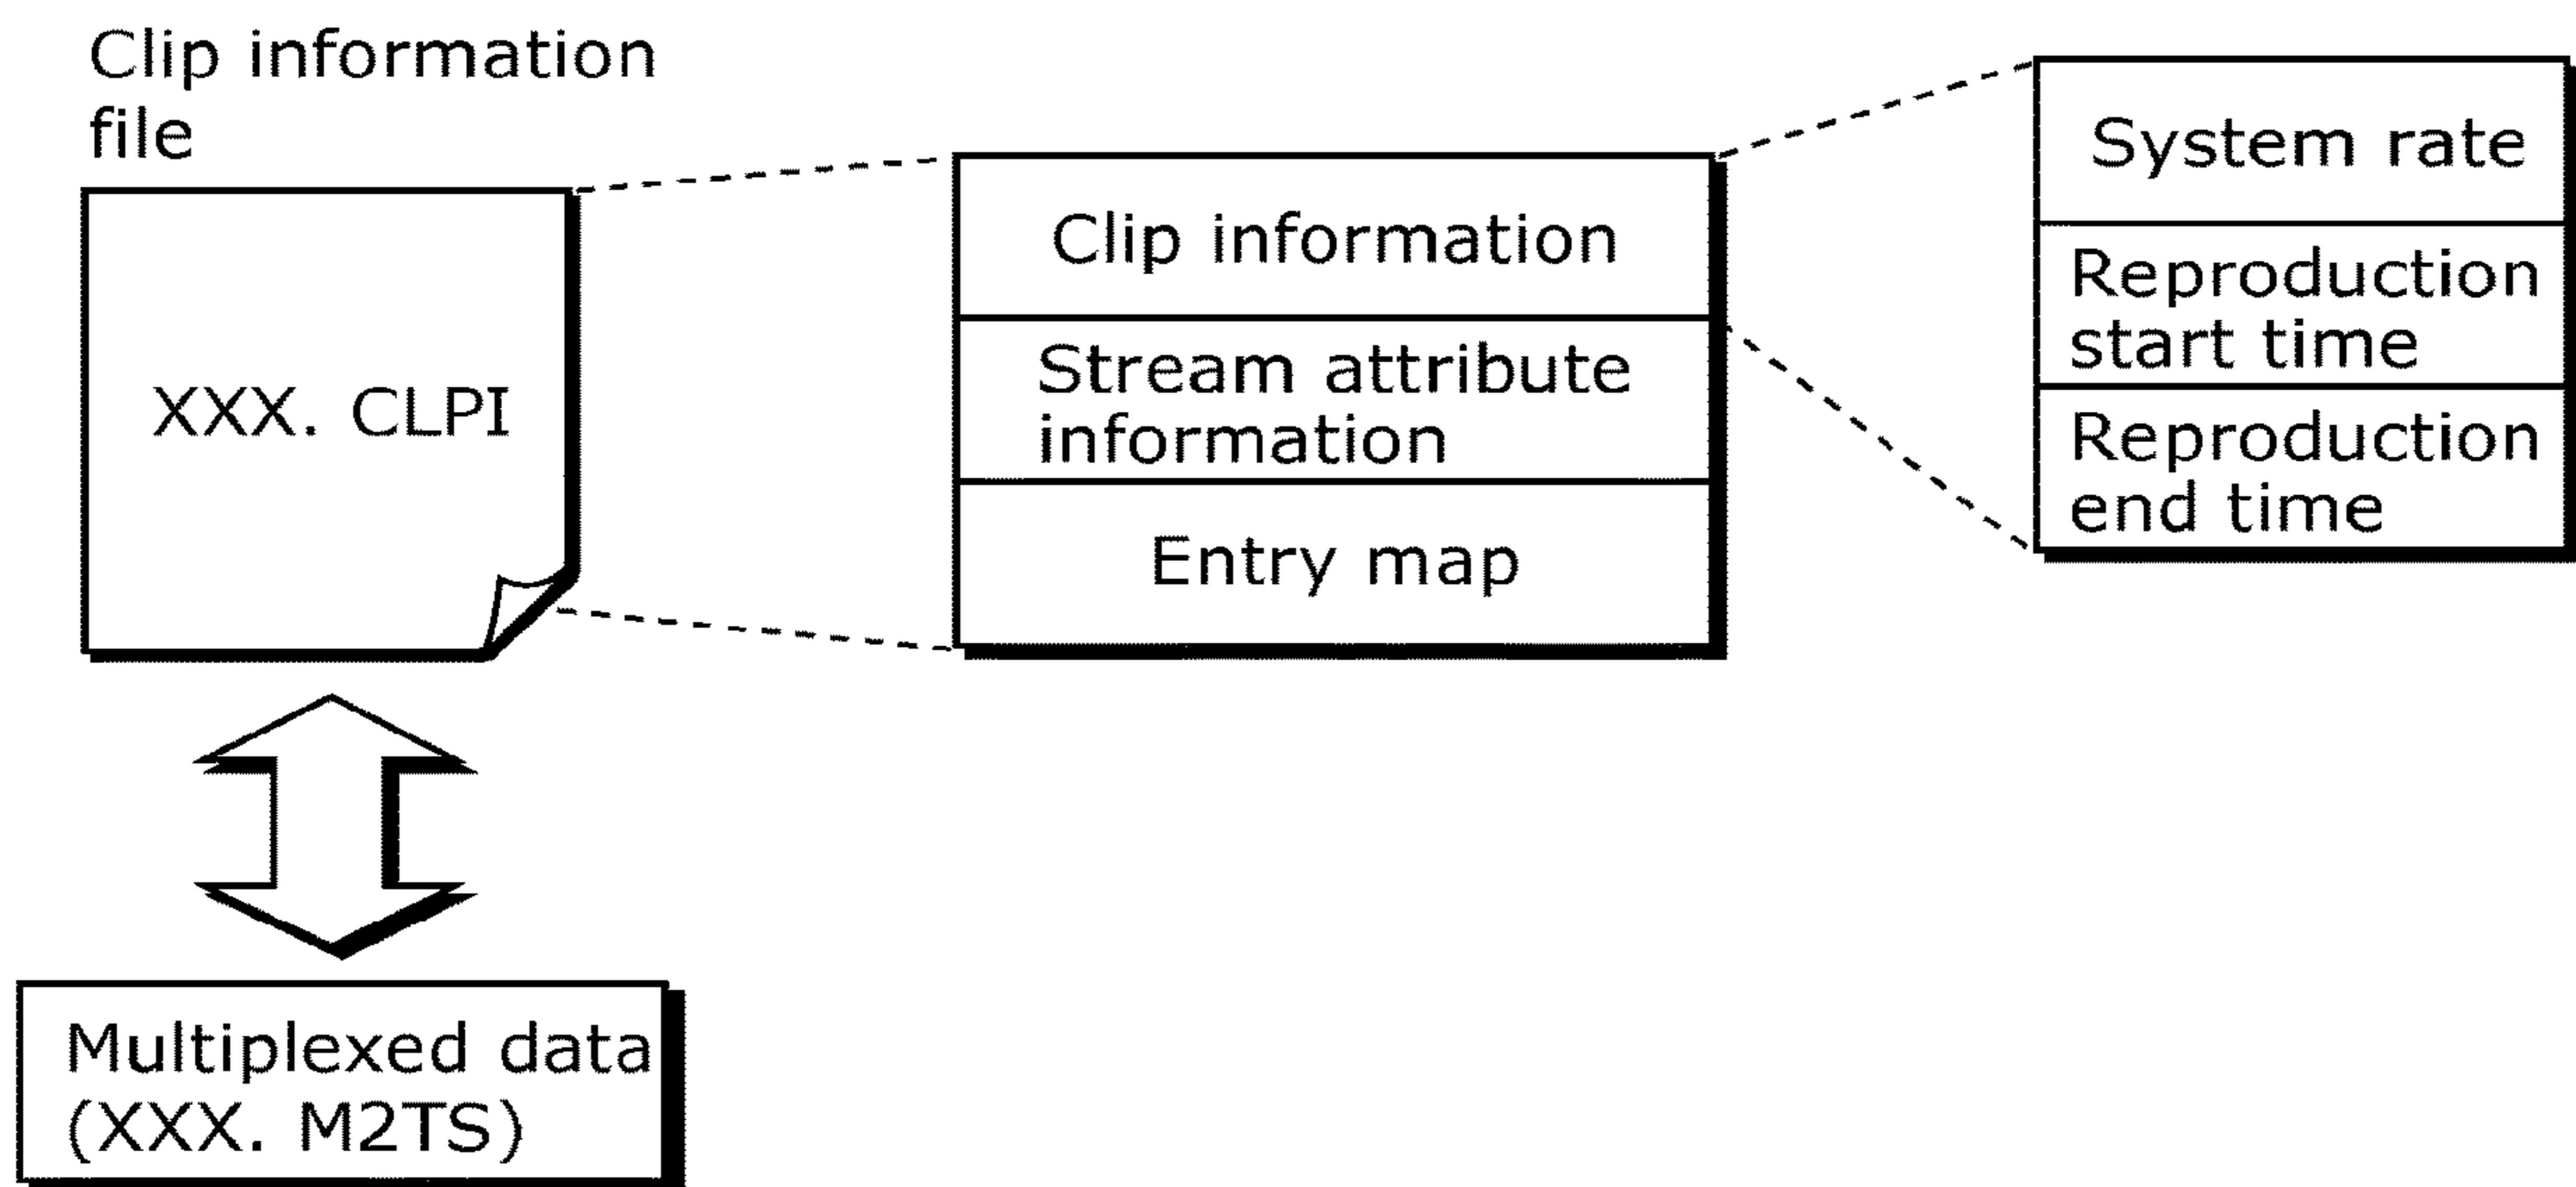 Clip information
file
XXX. CLPI
Clip information
Stream attribute
information
Entry map
System rate
Reproduction
start time
Reproduction
end time
Multiplexed data
(XXX. M2TS)